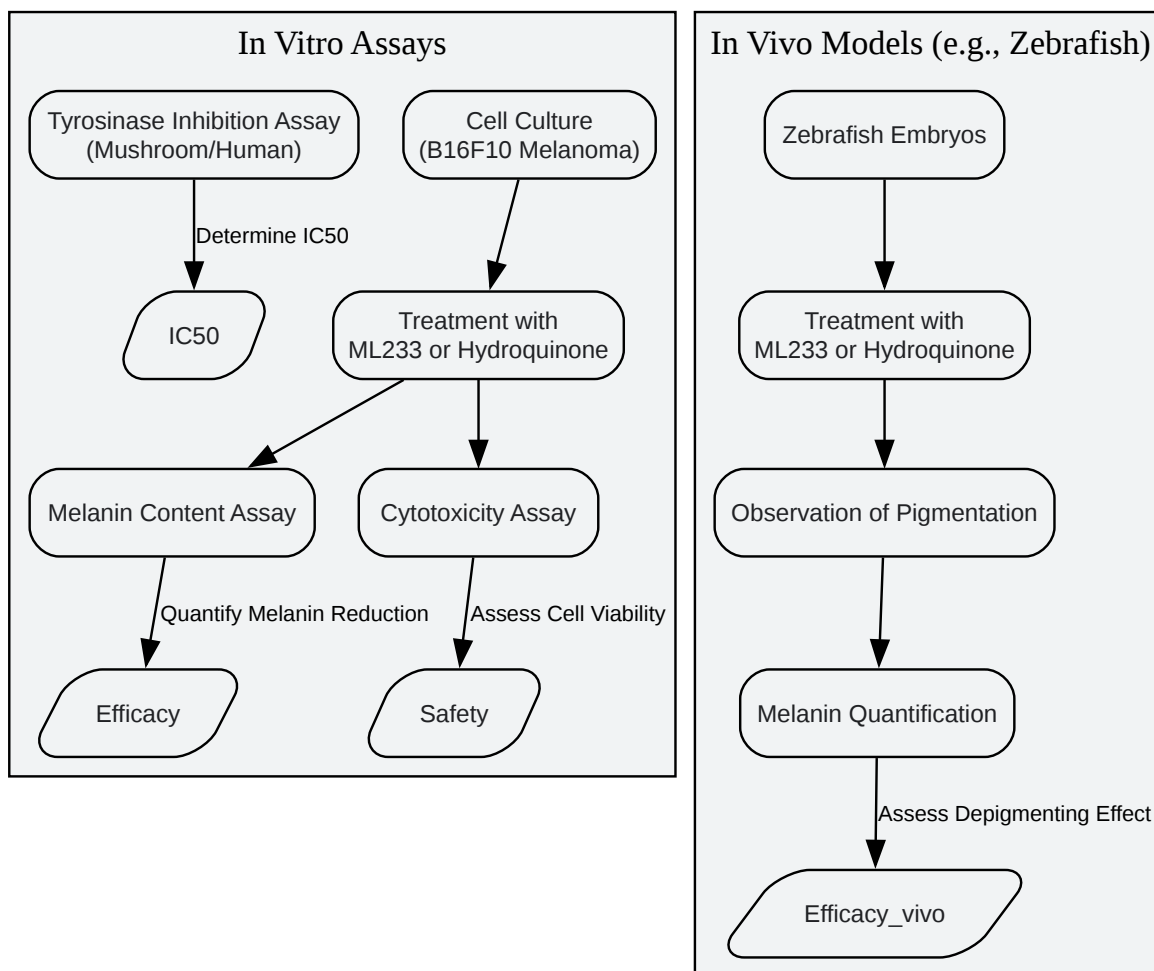 In Vitro Assays
Tyrosinase Inhibition Assay
(Mushroom/Human)
Cell Culture
(B16F10 Melanoma)
Determine IC50
IC50
Treatment with
ML233 or Hydroquinone
Melanin Content Assay
Cytotoxicity Assay
Quantify Melanin Reduction
Assess Cell Viability
Efficacy
Safety
In Vivo Models (e.g., Zebrafish)
Zebrafish Embryos
Treatment with
ML233 or Hydroquinone
Observation of Pigmentation
Melanin Quantification
Assess Depigmenting Effect
Efficacy_vivo